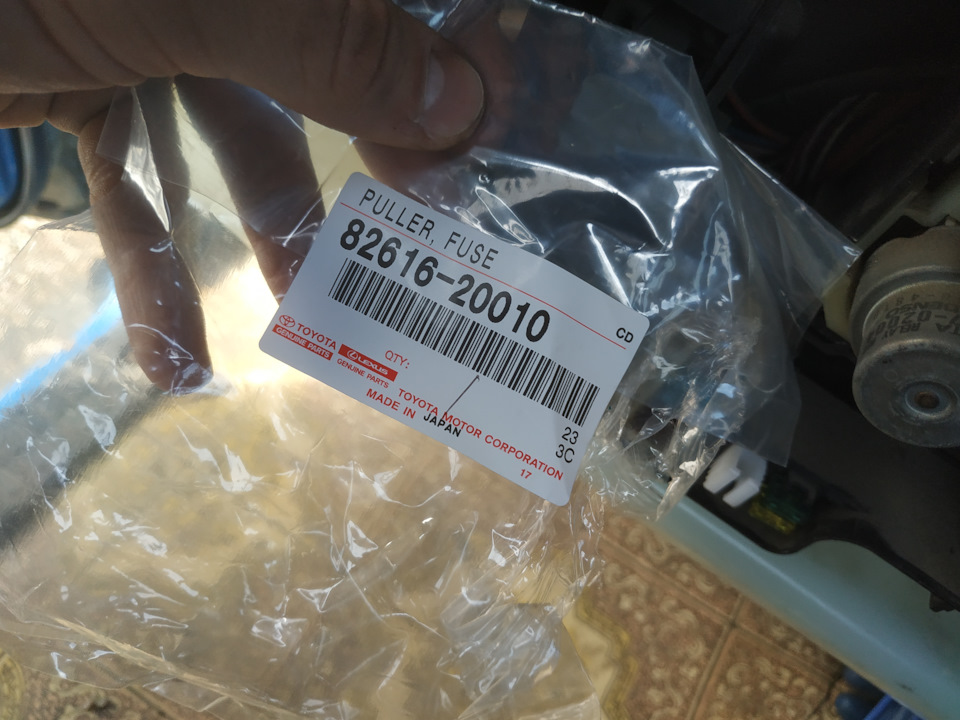 PULLER, FUSE
82616-20010
CD
TOYOTA
GENUINE PARTS
LEXUS
GENUINE PARTS
QTY:
1
TOYOTA MOTOR CORPORATION
MADE IN JAPAN
23
3C
17